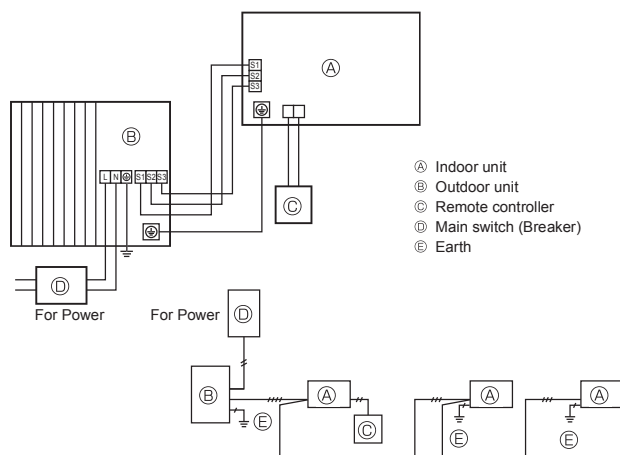 S1
S2
S3
Ⓐ
Ⓑ
L N S1 S2 S3
Ⓒ
Ⓓ
For Power
Ⓐ Indoor unit
Ⓑ Outdoor unit
Ⓒ Remote controller
Ⓓ Main switch (Breaker)
Ⓔ Earth
For Power Ⓓ
Ⓑ Ⓔ Ⓐ Ⓒ
Ⓐ Ⓔ
Ⓐ Ⓔ